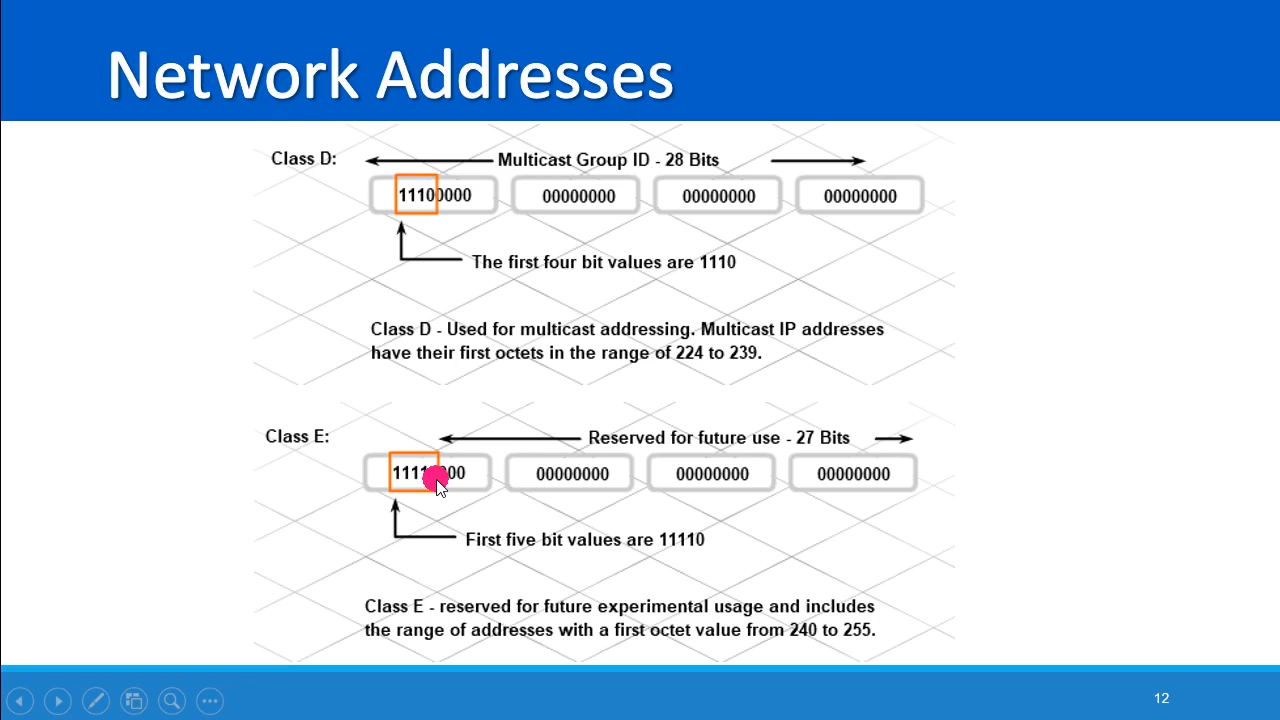 Network Addresses
Class D:
Multicast Group ID - 28 Bits
11100000 00000000 00000000 00000000
The first four bit values are 1110
Class D - Used for multicast addressing. Multicast IP addresses
have their first octets in the range of 224 to 239.
Class E:
Reserved for future use - 27 Bits
00000000 00000000 00000000
First five bit values are 11110
Class E - reserved for future experimental usage and includes
the range of addresses with a first octet value from 240 to 255.
12